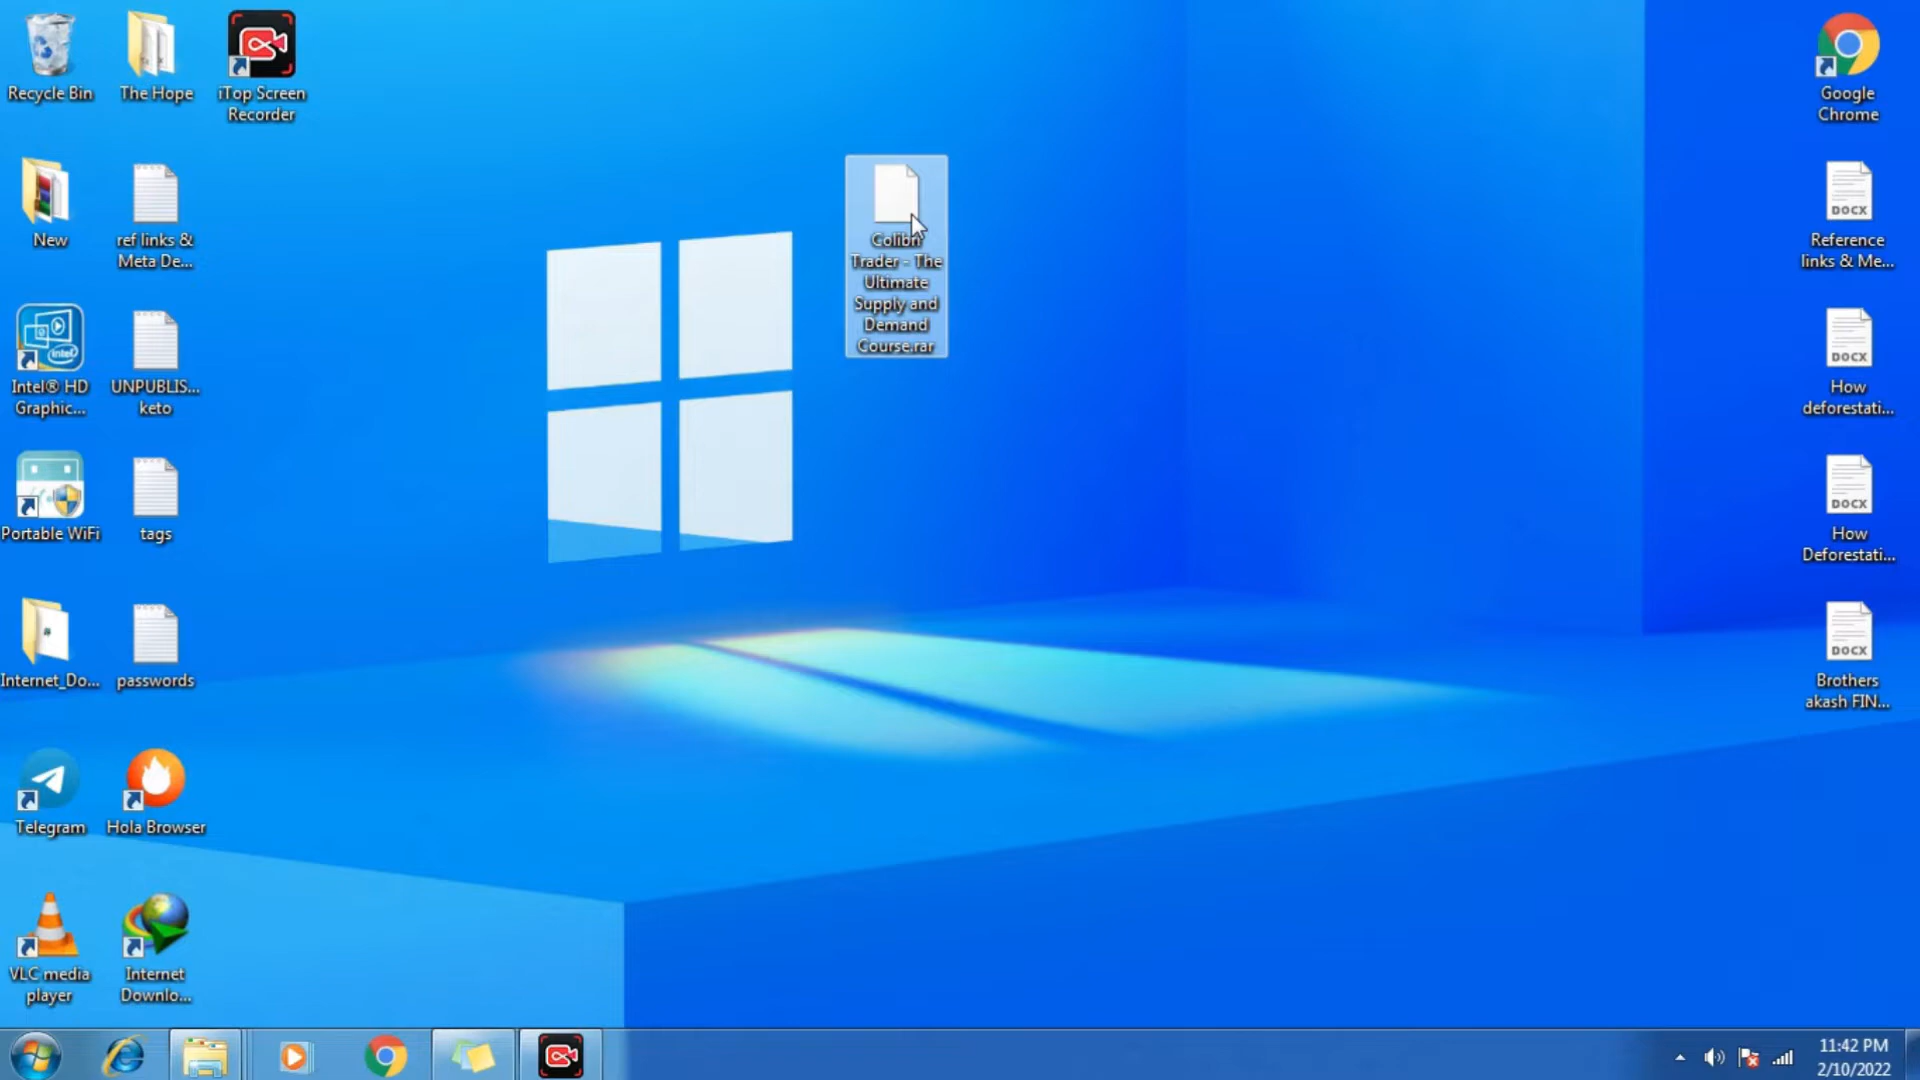 Recycle Bin
The Hope
iTop Screen
Recorder
New
ref links &
Meta De...
Intel® HD
Graphic...
UNPUBLIS...
keto
Portable WiFi
tags
Internet_Do...
passwords
Telegram
Hola Browser
VLC media
player
Internet
Downlo...
Colibri
Trader - The
Ultimate
Supply and
Demand
Course.rar
Google
Chrome
DOCX
Reference
links & Me...
DOCX
How
deforestati...
DOCX
How
Deforestati...
DOCX
Brothers
akash FIN...
intel
11:42 PM
2/10/2022